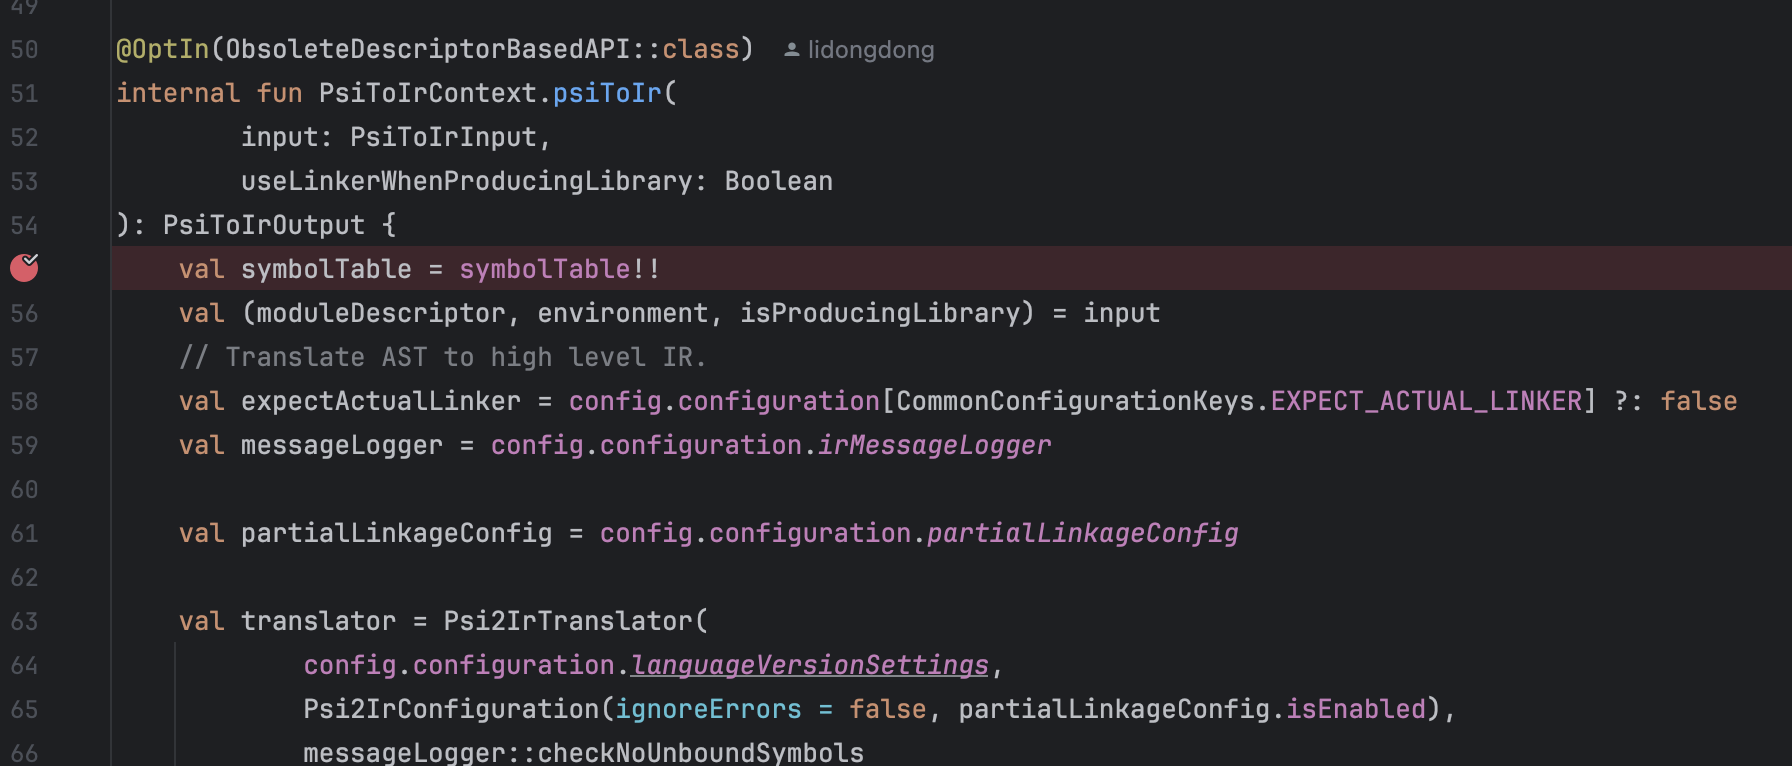 49
50 @OptIn(ObsoleteDescriptorBasedAPI::class) lidongdong
51 internal fun PsiToIrContext.psiToIr(
52 input: PsiToIrInput,
53 useLinkerWhenProducingLibrary: Boolean
54 ): PsiToIrOutput {
val symbolTable = symbolTable!!
56 val (moduleDescriptor, environment, isProducingLibrary) = input
57 // Translate AST to high level IR.
58 val expectActualLinker = config.configuration[CommonConfigurationKeys.EXPECT_ACTUAL_LINKER] ?: false
59 val messageLogger = config.configuration.irMessageLogger
60
61 val partialLinkageConfig = config.configuration.partialLinkageConfig
62
63 val translator = Psi2IrTranslator(
64 config.configuration.languageVersionSettings,
65 Psi2IrConfiguration(ignoreErrors = false, partialLinkageConfig.isEnabled),
66 messageLogger::checkNoUnboundSymbols